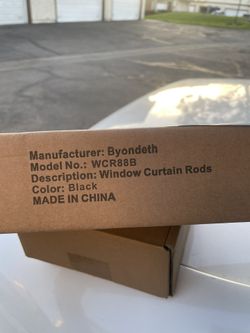 Manufacturer: Byondeth
Model No.: WCR88B
Description: Window Curtain Rods
Color: Black
MADE IN CHINA